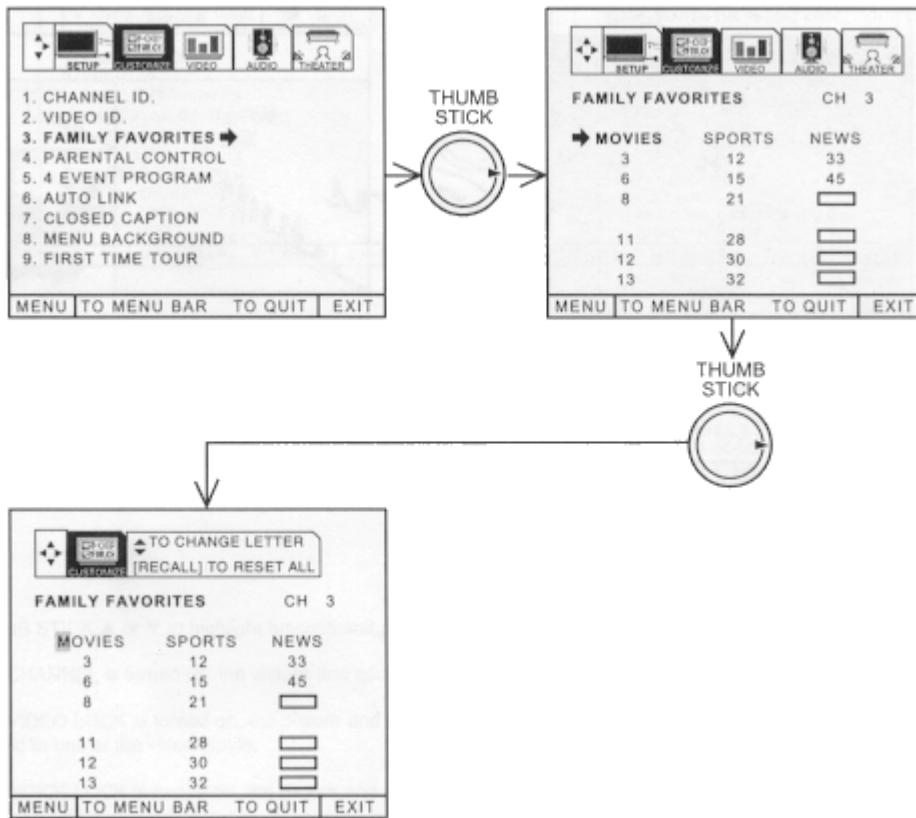 SETUP CUSTOMIZE VIDEO AUDIO THEATER
1. CHANNEL ID.
2. VIDEO ID.
3. FAMILY FAVORITES
4. PARENTAL CONTROL
5. 4 EVENT PROGRAM
6. AUTO LINK
7. CLOSED CAPTION
8. MENU BACKGROUND
9. FIRST TIME TOUR
MENU TO MENU BAR TO QUIT EXIT
THUMB
STICK
SETUP CUSTOMIZE VIDEO AUDIO THEATER
FAMILY FAVORITES CH 3
MOVIES SPORTS NEWS
3 12 33
6 15 45
8 21
11 28
12 30
13 32
MENU TO MENU BAR TO QUIT EXIT
THUMB
STICK
CUSTOMIZE
TO CHANGE LETTER
[RECALL] TO RESET ALL
FAMILY FAVORITES CH 3
MOVIES SPORTS NEWS
3 12 33
6 15 45
8 21
11 28
12 30
13 32
MENU TO MENU BAR TO QUIT EXIT